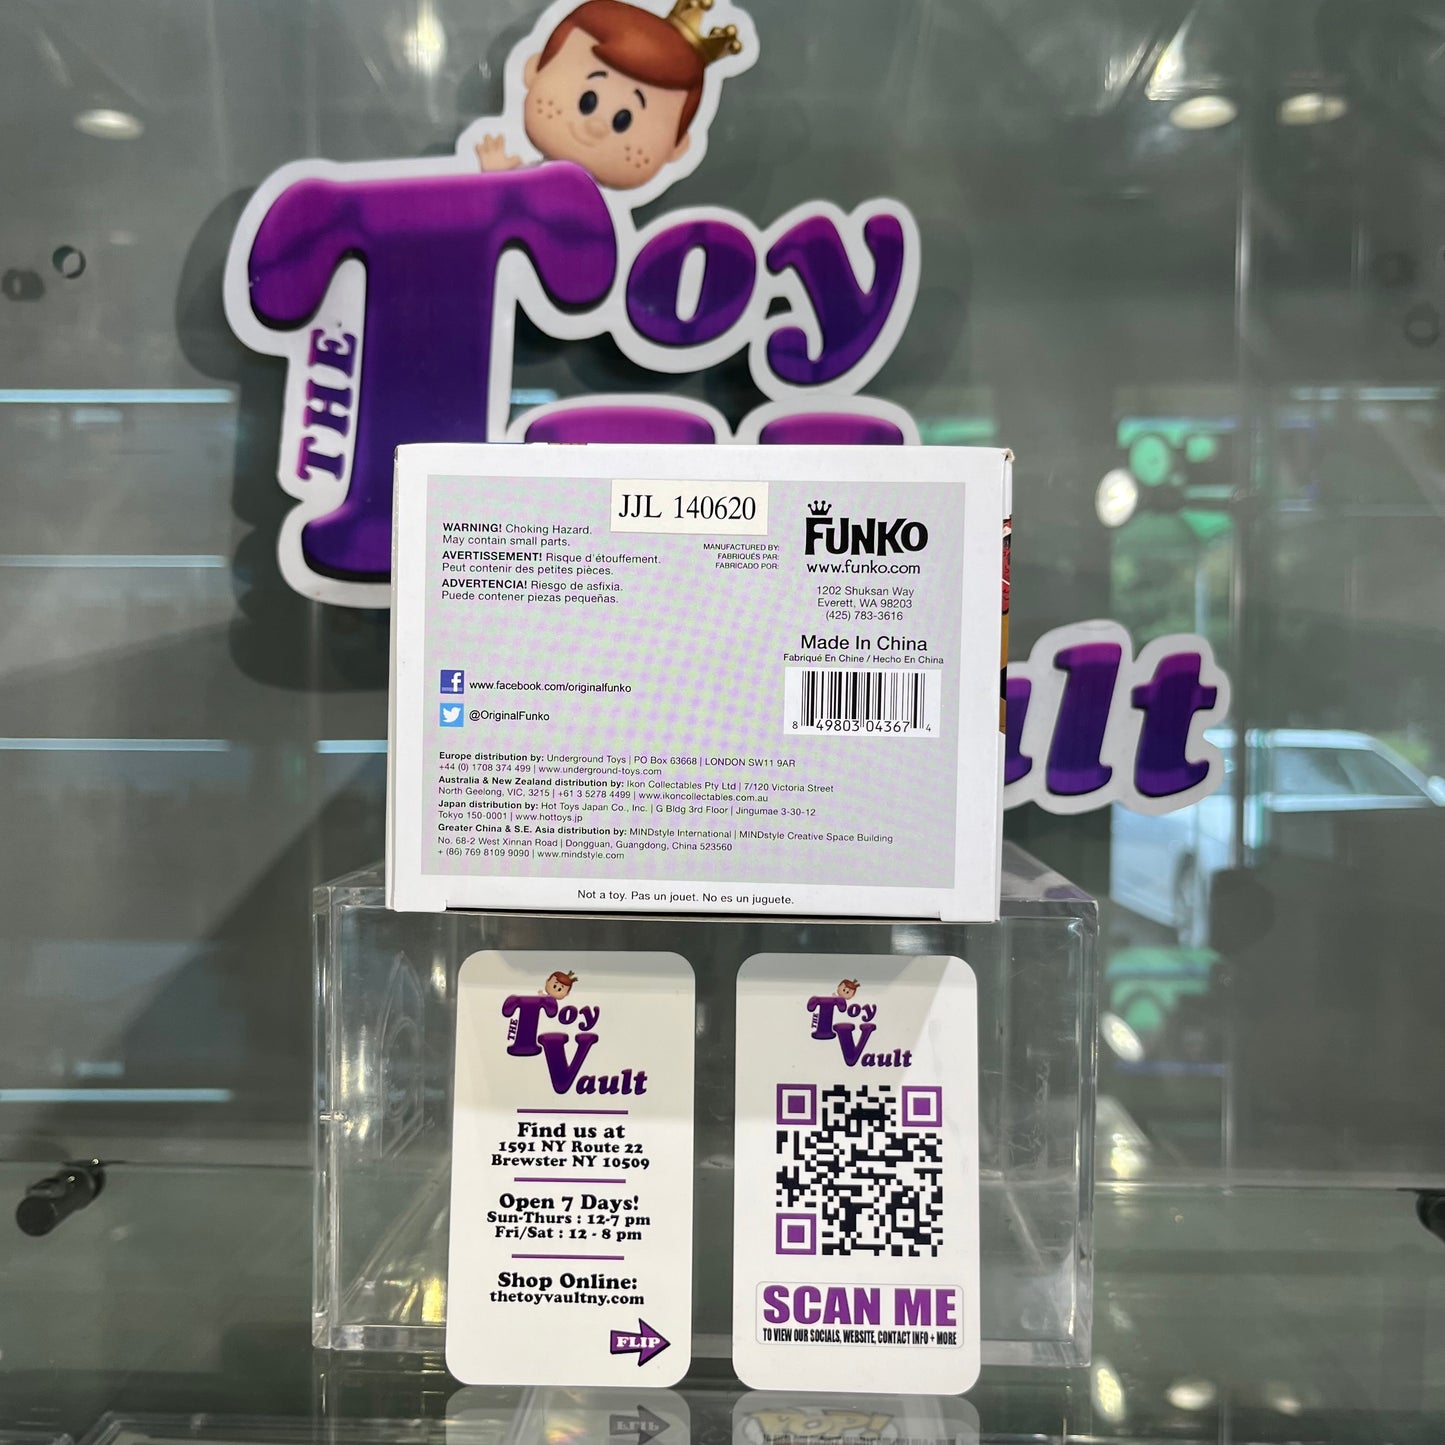 The Toy
ult
JJL 140620
WARNING! Choking Hazard.
May contain small parts.
AVERTISSEMENT! Risque d'étouffement.
Peut contenir des petites pièces.
ADVERTENCIA! Riesgo de asfixia.
Puede contener piezas pequeñas.
MANUFACTURED BY:
FABRIQUÉS PAR:
FABRICADO POR:
FUNKO
www.funko.com
1202 Shuksan Way
Everett, WA 98203
(425) 783-3616
Made In China
Fabriqué En Chine / Hecho En China
8 49803 04367 4
www.facebook.com/originalfunko
@OriginalFunko
Europe distribution by: Underground Toys | PO Box 63668 | LONDON SW11 9AR
+44 (0) 1708 374 499 | www.underground-toys.com
Australia & New Zealand distribution by: Ikon Collectables Pty Ltd | 7/120 Victoria Street
North Geelong, VIC. 3215 | +61 3 5278 4499 | www.ikoncollectables.com.au
Japan distribution by: Hot Toys Japan Co., Inc. | G Bldg 3rd Floor | Jingumae 3-30-12
Tokyo 150-0001 | www.hottoys.jp
Greater China & S.E. Asia distribution by: MINDstyle International | MINDstyle Creative Space Building
No. 68-2 West Xinnan Road | Dongguan, Guangdong, China 523560
+ (86) 769 8109 9090 | www.mindstyle.com
Not a toy. Pas un jouet. No es un juguete.
The Toy
Vault
Find us at
1591 NY Route 22
Brewster NY 10509
Open 7 Days!
Sun-Thurs : 12-7 pm
Fri/Sat : 12 - 8 pm
Shop Online:
thetoyvaultny.com
FLIP
The Toy
Vault
SCAN ME
TO VIEW OUR SOCIALS, WEBSITE, CONTACT INFO + MORE